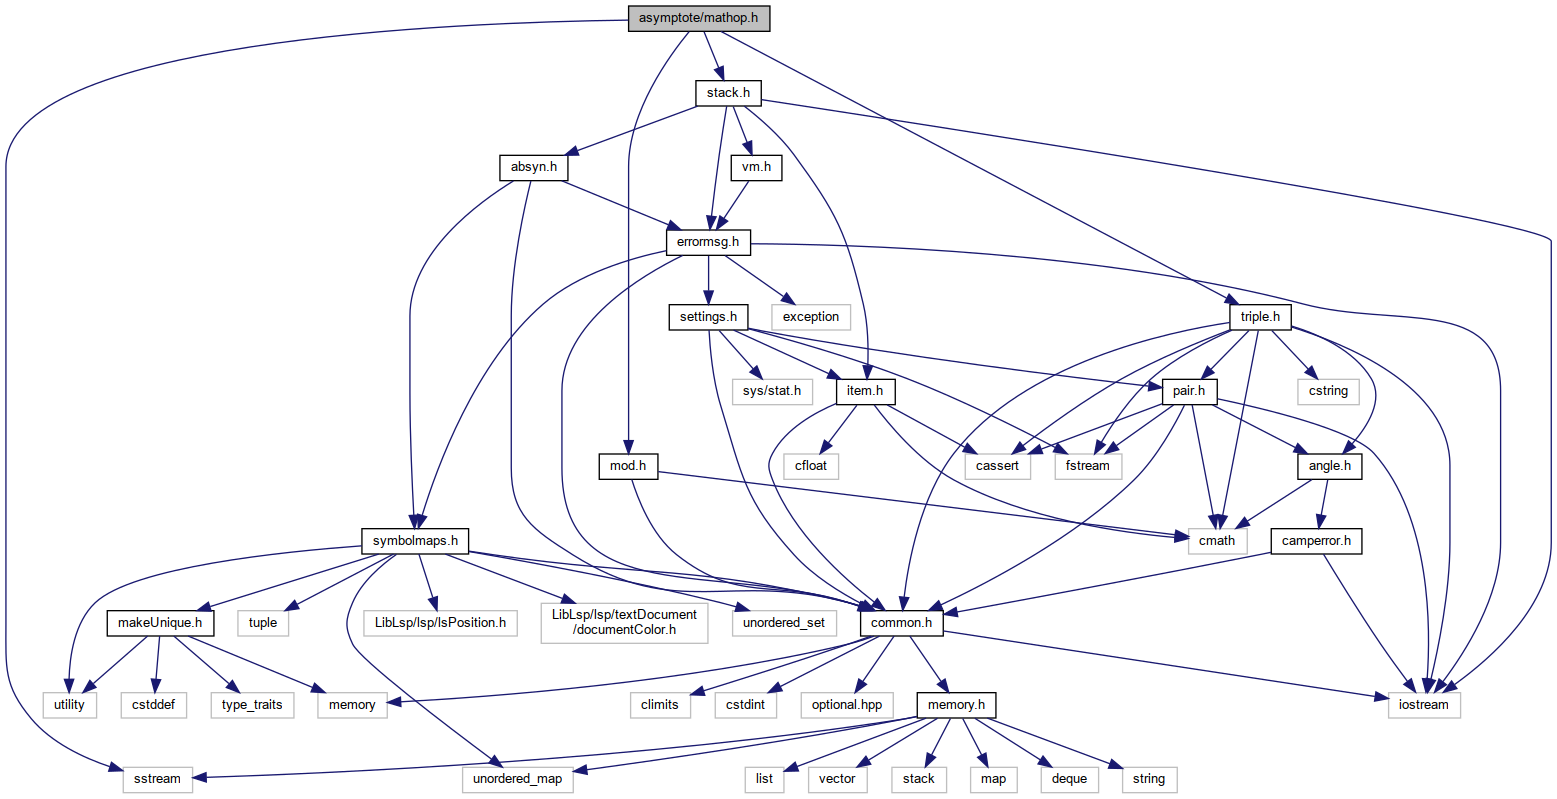 asymptote/mathop.h
stack.h
absyn.h
vm.h
errormsg.h
settings.h
exception
triple.h
sys/stat.h
item.h
pair.h
cstring
mod.h
cfloat
cassert
fstream
angle.h
symbolmaps.h
cmath
camperror.h
makeUnique.h
tuple
LibLsp/lsp/lsPosition.h
LibLsp/lsp/textDocument
/documentColor.h
unordered_set
common.h
utility
cstddef
type_traits
memory
climits
cstdint
optional.hpp
memory.h
iostream
sstream
unordered_map
list
vector
stack
map
deque
string